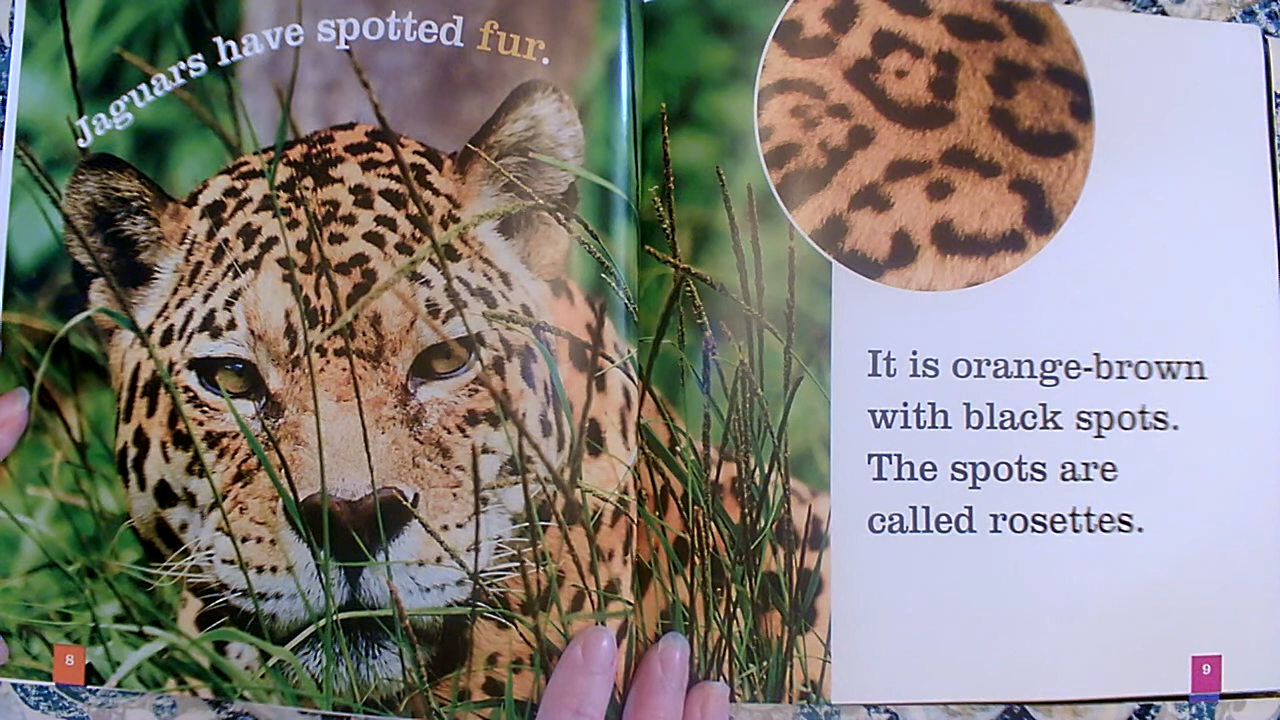 Jaguars have spotted fur.
8
It is orange-brown
with black spots.
The spots are
called rosettes.
9